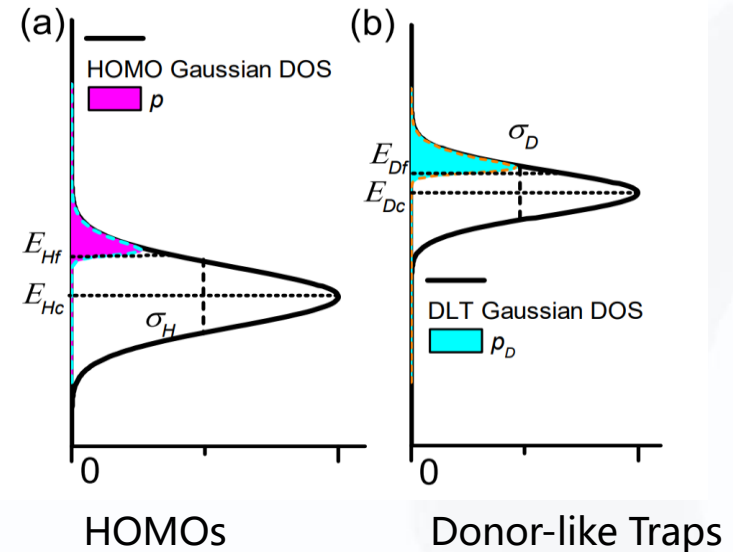 (a)
HOMO Gaussian DOS
p
E_Hf
E_Hc
σ_H
0
HOMOs
(b)
σ_D
E_Df
E_Dc
DLT Gaussian DOS
p_D
0
Donor-like Traps